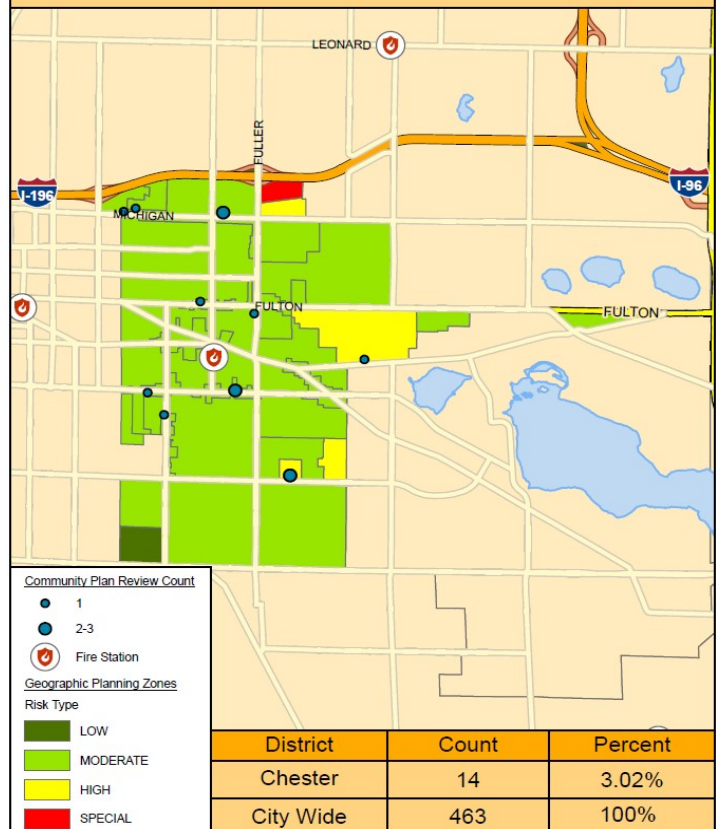 LEONARD
FULLER
I-196
I-96
MICHIGAN
FULTON
FULTON
Community Plan Review Count
1
2-3
Fire Station
Geographic Planning Zones
Risk Type
LOW
MODERATE
HIGH
SPECIAL
District Count Percent
Chester 14 3.02%
City Wide 463 100%